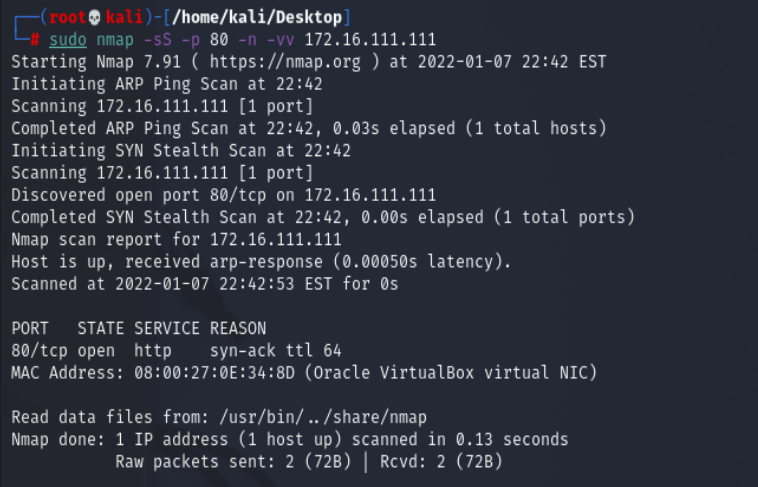 ┌──(root💀kali)-[/home/kali/Desktop]
└─# sudo nmap -sS -p 80 -n -vv 172.16.111.111
Starting Nmap 7.91 ( https://nmap.org ) at 2022-01-07 22:42 EST
Initiating ARP Ping Scan at 22:42
Scanning 172.16.111.111 [1 port]
Completed ARP Ping Scan at 22:42, 0.03s elapsed (1 total hosts)
Initiating SYN Stealth Scan at 22:42
Scanning 172.16.111.111 [1 port]
Discovered open port 80/tcp on 172.16.111.111
Completed SYN Stealth Scan at 22:42, 0.00s elapsed (1 total ports)
Nmap scan report for 172.16.111.111
Host is up, received arp-response (0.00050s latency).
Scanned at 2022-01-07 22:42:53 EST for 0s
PORT   STATE SERVICE REASON
80/tcp open  http    syn-ack ttl 64
MAC Address: 08:00:27:0E:34:8D (Oracle VirtualBox virtual NIC)
Read data files from: /usr/bin/../share/nmap
Nmap done: 1 IP address (1 host up) scanned in 0.13 seconds
Raw packets sent: 2 (72B) | Rcvd: 2 (72B)